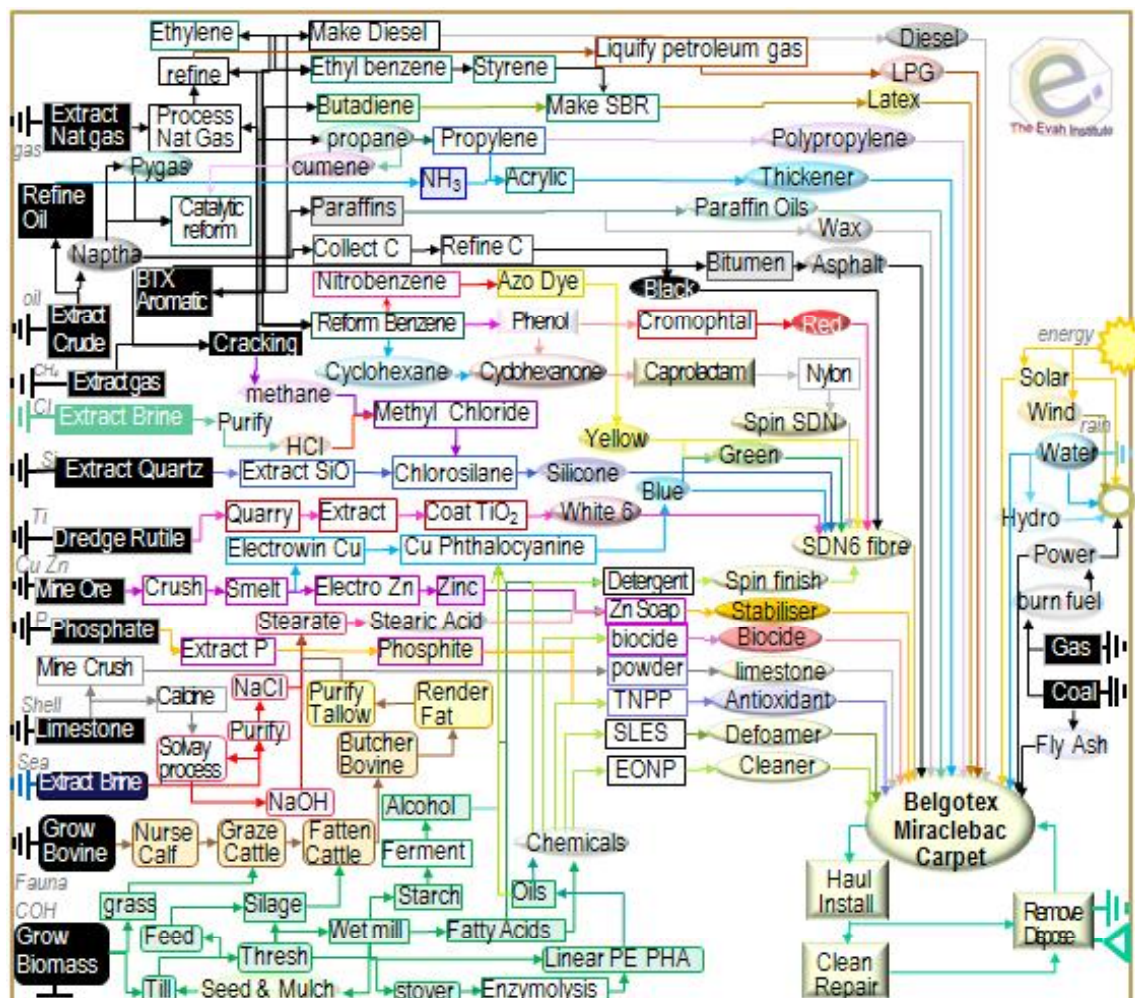 Ethylene
Make Diesel
Liquify petroleum gas
Diesel
refine
Ethyl benzene
Styrene
LPG
The Evah Institute
Extract
Nat gas
Process
Nat Gas
Butadiene
Make SBR
Latex
gas
propane
Propylene
Polypropylene
Pygas
cumene
NH₃
Acrylic
Thickener
Refine
Oil
Catalytic
reform
Paraffins
Paraffin Oils
Wax
Naptha
Collect C
Refine C
BTX
Aromatic
Bitumen
Asphalt
Nitrobenzene
Azo Dye
Black
oil
Extract
Crude
Reform Benzene
Phenol
Cromophtal
Red
Cracking
energy
CH₄
Extract gas
Cyclohexane
Cyclohexanone
Caprolactam
Nylon
Solar
methane
Wind
Cl
Extract Brine
Purify
Methyl Chloride
Spin SDN
rain
HCl
Yellow
Green
Water
Si
Extract Quartz
Extract SiO
Chlorosilane
Silicone
Blue
Ti
Quarry
Extract
Coat TiO₂
White 6
Hydro
Dredge Rutile
Electrowin Cu
Cu Phthalocyanine
SDN6 fibre
Power
Cu Zn
Mine Ore
Crush
Smelt
Electro Zn
Zinc
Detergent
Spin finish
burn fuel
Zn Soap
Stabiliser
P
Phosphate
Stearate
Stearic Acid
Extract P
Phosphite
biocide
Biocide
Gas
Mine Crush
powder
limestone
NaCl
Purify
Tallow
Render
Fat
Coal
Calcine
TNPP
Antioxidant
Shell
Limestone
Purify
SLES
Defoamer
Fly Ash
Solvay
process
Butcher
Bovine
Sea
Extract Brine
EONP
Cleaner
NaOH
Alcohol
Belgotex
Miraclebac
Carpet
Grow
Bovine
Nurse
Calf
Graze
Cattle
Fatten
Cattle
Ferment
Chemicals
Fauna
Haul
Install
COH
grass
Silage
Starch
Oils
Remove
Dispose
Grow
Biomass
Feed
Wet mill
Fatty Acids
Thresh
Linear PE PHA
Clean
Repair
Till
Seed & Mulch
stover
Enzymolysis